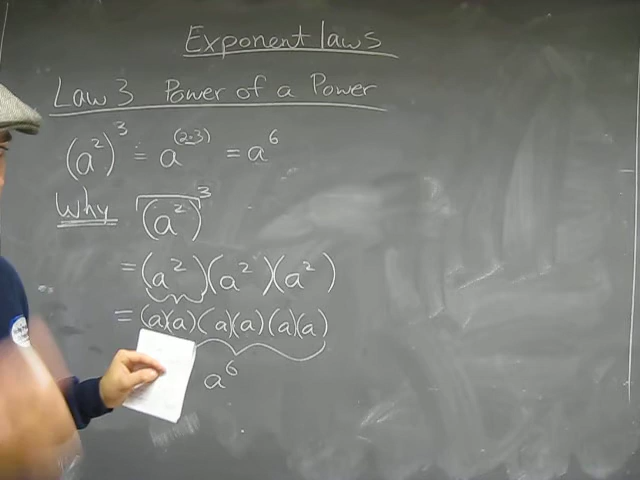 Exponent laws
Law 3 Power of a Power
(a²)³ = a^(2·3) = a⁶
Why (a²)³
= (a²)(a²)(a²)
= (a)(a)(a)(a)(a)(a)
a⁶